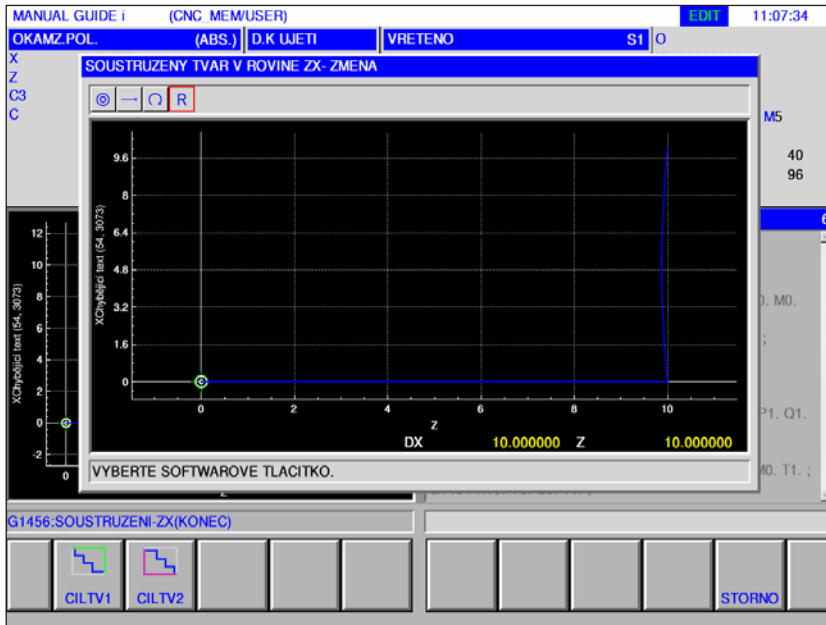 MANUAL GUIDE i (CNC_MEM/USER) EDIT 11:07:34
OKAMZ.POL. (ABS.) D.K UJETI VRETENO S1 O
X
Z
C3
C
M5
40
96
SOUSTRUZENY TVAR V ROVINE ZX- ZMENA
R
XChybějící text (54, 3073)
9.6
8
6.4
4.8
3.2
1.6
0
0 2 4 6 8 10
Z
DX 10.000000 Z 10.000000
VYBERTE SOFTWAROVE TLACITKO.
XChybějící text (54, 3073)
12
10
8
6
4
2
0
-2
0
6
0. M0.
;
P1. Q1.
M0. T1. ;
G1456:SOUSTRUZENI-ZX(KONEC)
CILTV1 CILTV2 STORNO